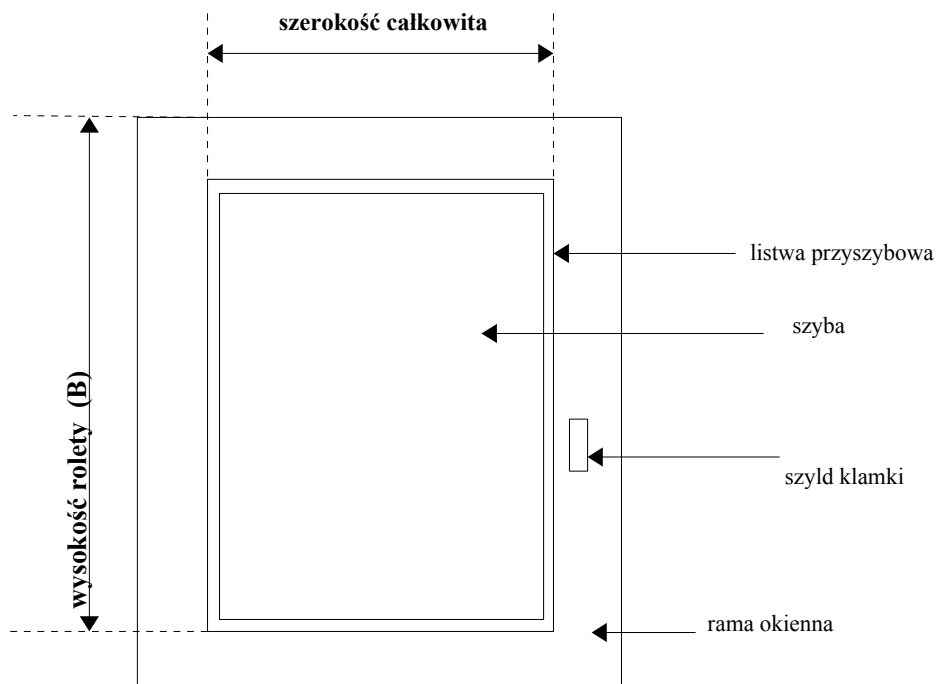 szerokość całkowita
listwa przyszybowa
szyba
wysokość rolety (B)
szyld klamki
rama okienna